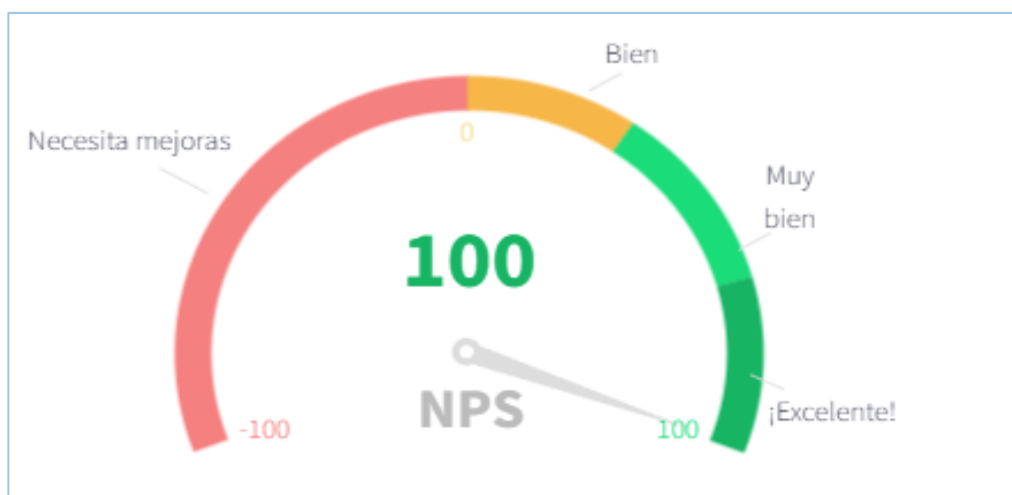 Bien
Necesita mejoras
0
Muy
bien
100
NPS
-100
100
¡Excelente!